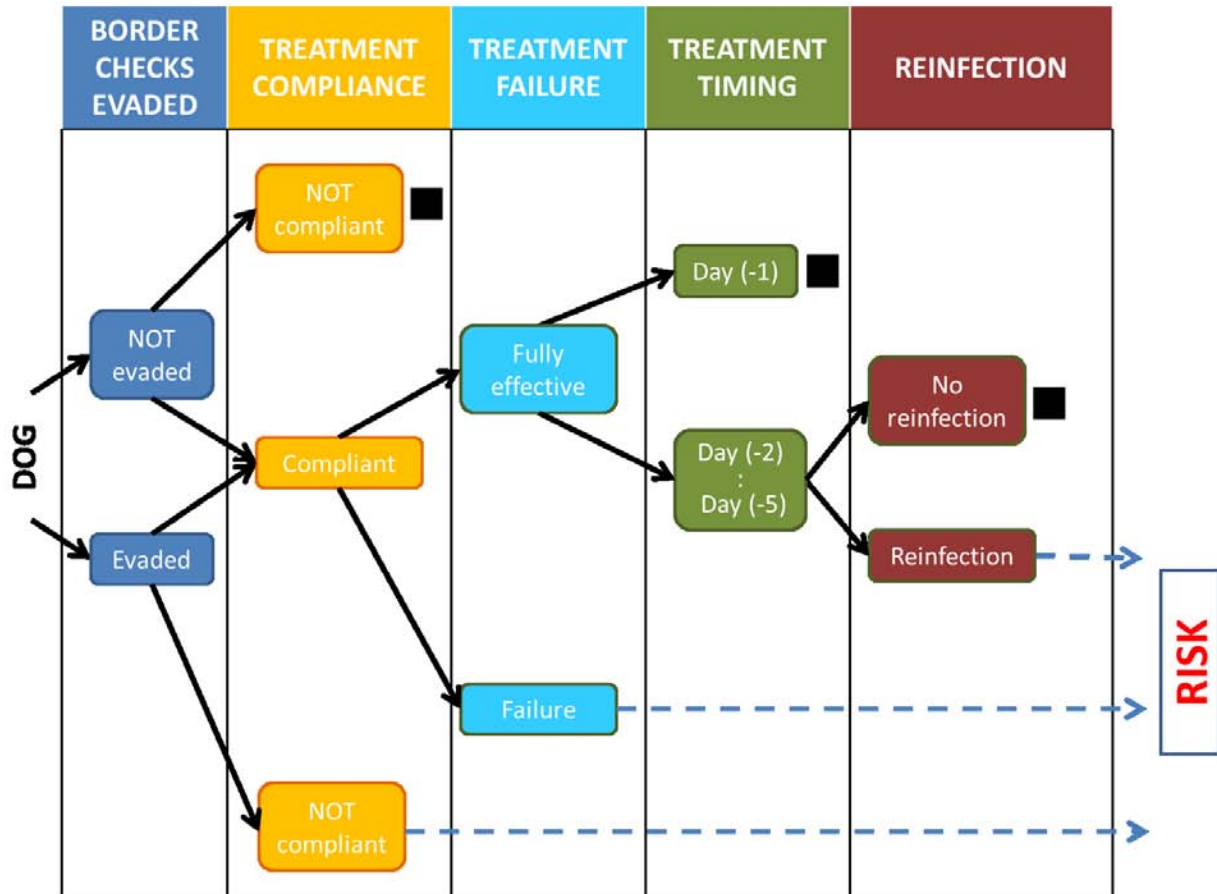 BORDER
CHECKS
EVADED
TREATMENT
COMPLIANCE
TREATMENT
FAILURE
TREATMENT
TIMING
REINFECTION
NOT
compliant
Day (-1)
NOT
evaded
Fully
effective
No
reinfection
DOG
Compliant
Day (-2)
:
Day (-5)
Evaded
Reinfection
RISK
Failure
NOT
compliant